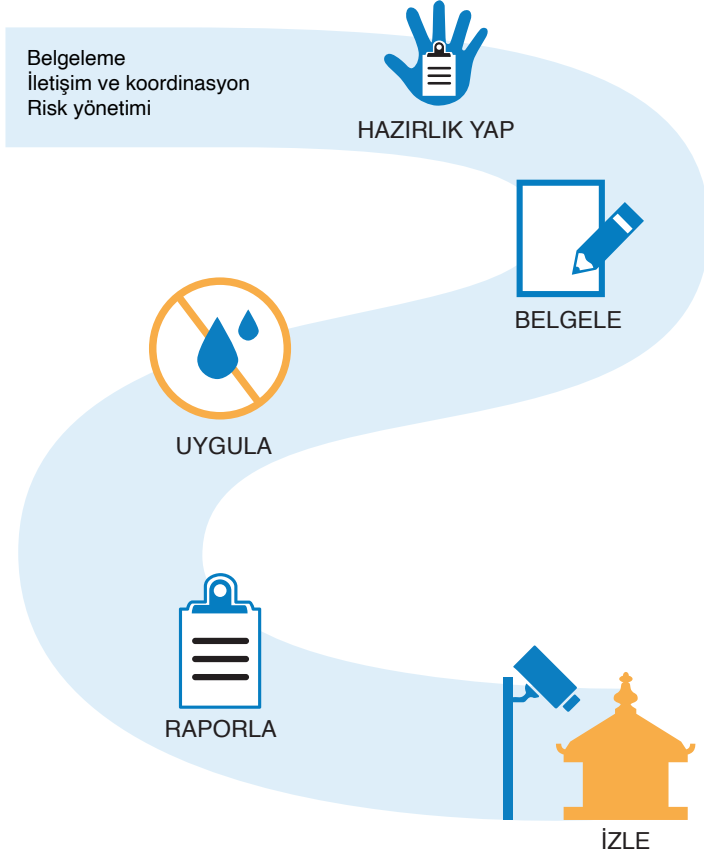 Belgeleme
İletişim ve koordinasyon
Risk yönetimi
HAZIRLIK YAP
BELGELE
UYGULA
RAPORLA
İZLE